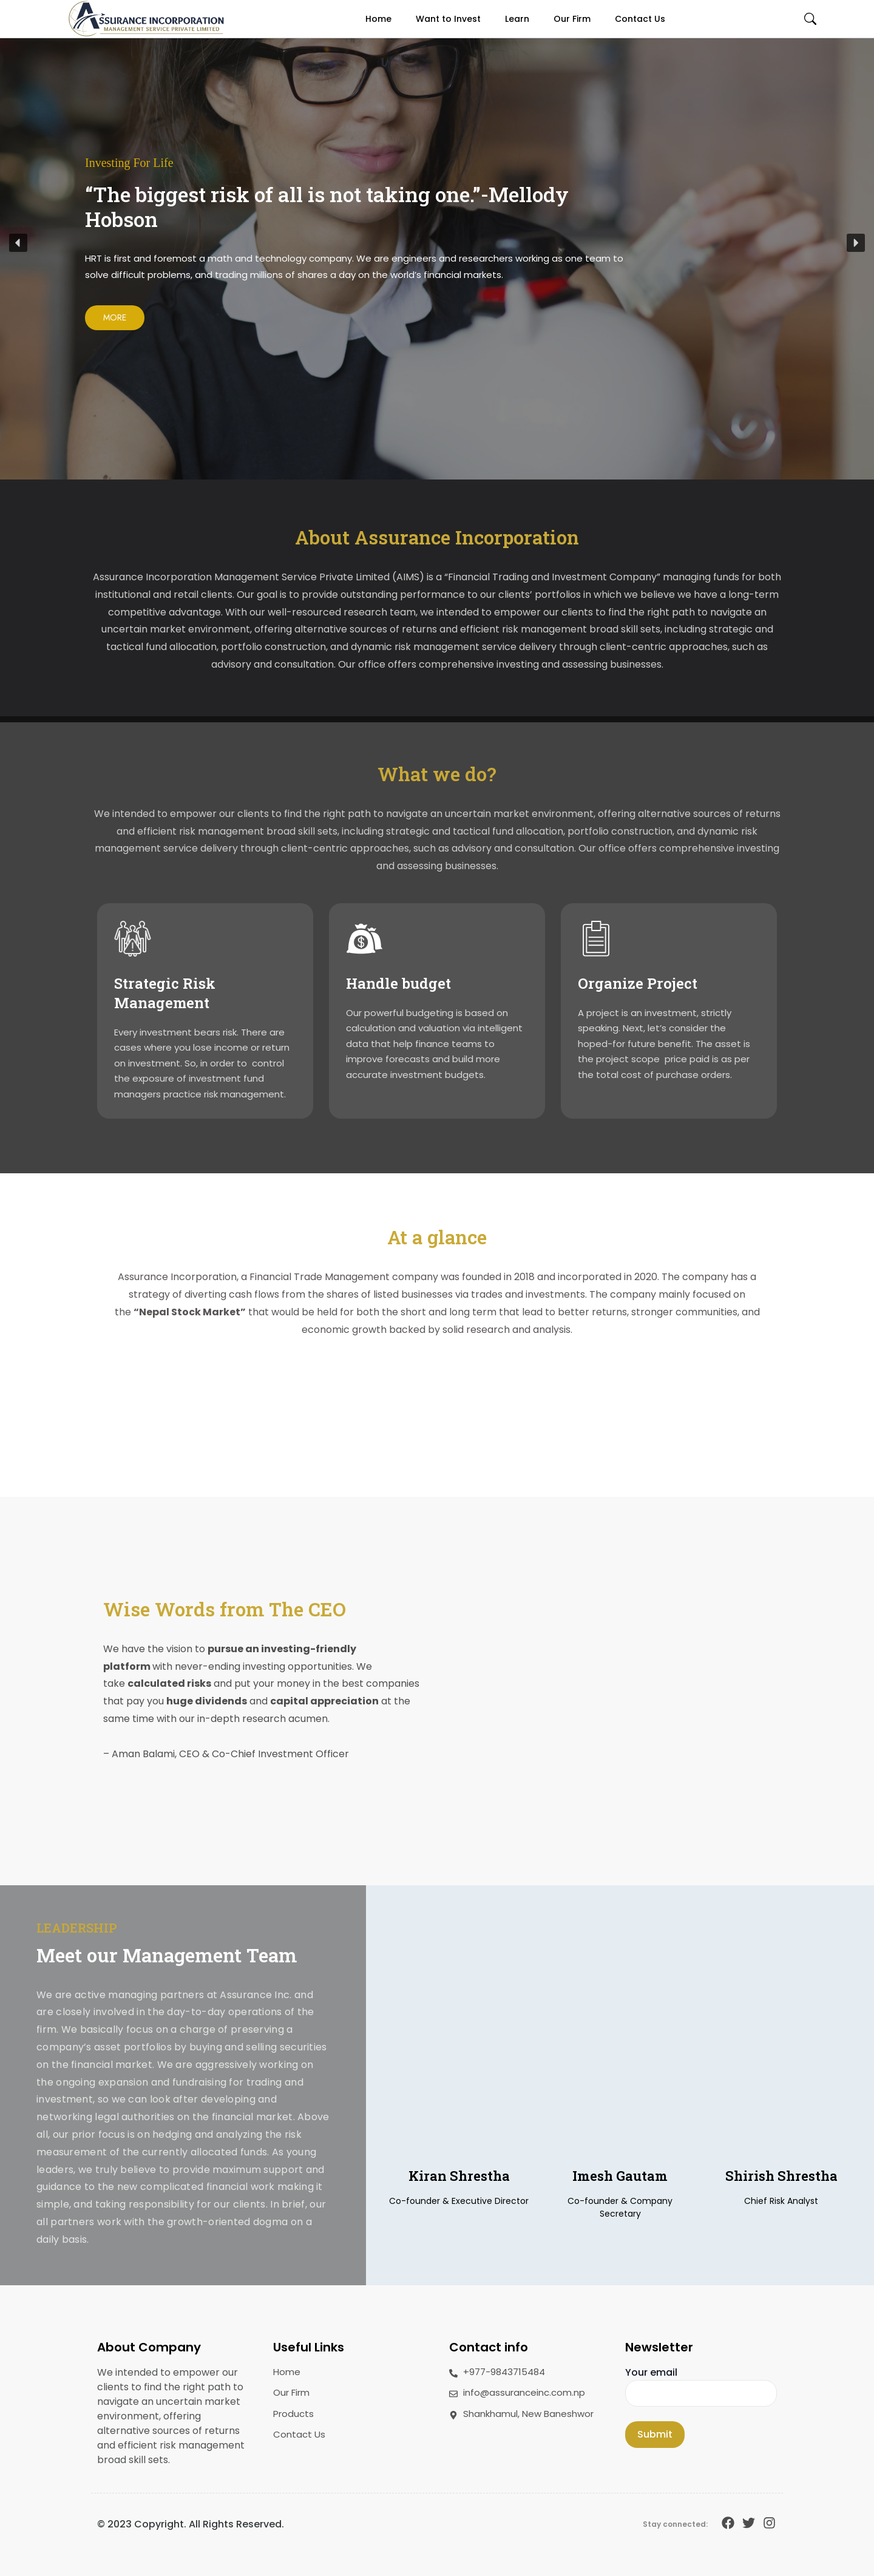 ASSURANCE INCORPORATION
MANAGEMENT SERVICE PRIVATE LIMITED
Home Want to Invest Learn Our Firm Contact Us
Investing For Life
“The biggest risk of all is not taking one.”-Mellody
Hobson
HRT is first and foremost a math and technology company. We are engineers and researchers working as one team to
solve difficult problems, and trading millions of shares a day on the world’s financial markets.
MORE
About Assurance Incorporation
Assurance Incorporation Management Service Private Limited (AIMS) is a “Financial Trading and Investment Company” managing funds for both
institutional and retail clients. Our goal is to provide outstanding performance to our clients’ portfolios in which we believe we have a long-term
competitive advantage. With our well-resourced research team, we intended to empower our clients to find the right path to navigate an
uncertain market environment, offering alternative sources of returns and efficient risk management broad skill sets, including strategic and
tactical fund allocation, portfolio construction, and dynamic risk management service delivery through client-centric approaches, such as
advisory and consultation. Our office offers comprehensive investing and assessing businesses.
What we do?
We intended to empower our clients to find the right path to navigate an uncertain market environment, offering alternative sources of returns
and efficient risk management broad skill sets, including strategic and tactical fund allocation, portfolio construction, and dynamic risk
management service delivery through client-centric approaches, such as advisory and consultation. Our office offers comprehensive investing
and assessing businesses.
Strategic Risk
Management
Every investment bears risk. There are
cases where you lose income or return
on investment. So, in order to control
the exposure of investment fund
managers practice risk management.
Handle budget
Our powerful budgeting is based on
calculation and valuation via intelligent
data that help finance teams to
improve forecasts and build more
accurate investment budgets.
Organize Project
A project is an investment, strictly
speaking. Next, let’s consider the
hoped-for future benefit. The asset is
the project scope price paid is as per
the total cost of purchase orders.
At a glance
Assurance Incorporation, a Financial Trade Management company was founded in 2018 and incorporated in 2020. The company has a
strategy of diverting cash flows from the shares of listed businesses via trades and investments. The company mainly focused on
the “Nepal Stock Market” that would be held for both the short and long term that lead to better returns, stronger communities, and
economic growth backed by solid research and analysis.
Wise Words from The CEO
We have the vision to pursue an investing-friendly
platform with never-ending investing opportunities. We
take calculated risks and put your money in the best companies
that pay you huge dividends and capital appreciation at the
same time with our in-depth research acumen.
– Aman Balami, CEO & Co-Chief Investment Officer
LEADERSHIP
Meet our Management Team
We are active managing partners at Assurance Inc. and
are closely involved in the day-to-day operations of the
firm. We basically focus on a charge of preserving a
company’s asset portfolios by buying and selling securities
on the financial market. We are aggressively working on
the ongoing expansion and fundraising for trading and
investment, so we can look after developing and
networking legal authorities on the financial market. Above
all, our prior focus is on hedging and analyzing the risk
measurement of the currently allocated funds. As young
leaders, we truly believe to provide maximum support and
guidance to the new complicated financial work making it
simple, and taking responsibility for our clients. In brief, our
all partners work with the growth-oriented dogma on a
daily basis.
Kiran Shrestha
Co-founder & Executive Director
Imesh Gautam
Co-founder & Company
Secretary
Shirish Shrestha
Chief Risk Analyst
About Company
We intended to empower our
clients to find the right path to
navigate an uncertain market
environment, offering
alternative sources of returns
and efficient risk management
broad skill sets.
Useful Links
Home
Our Firm
Products
Contact Us
Contact info
+977-9843715484
info@assuranceinc.com.np
Shankhamul, New Baneshwor
Newsletter
Your email
Submit
© 2023 Copyright. All Rights Reserved.
Stay connected: